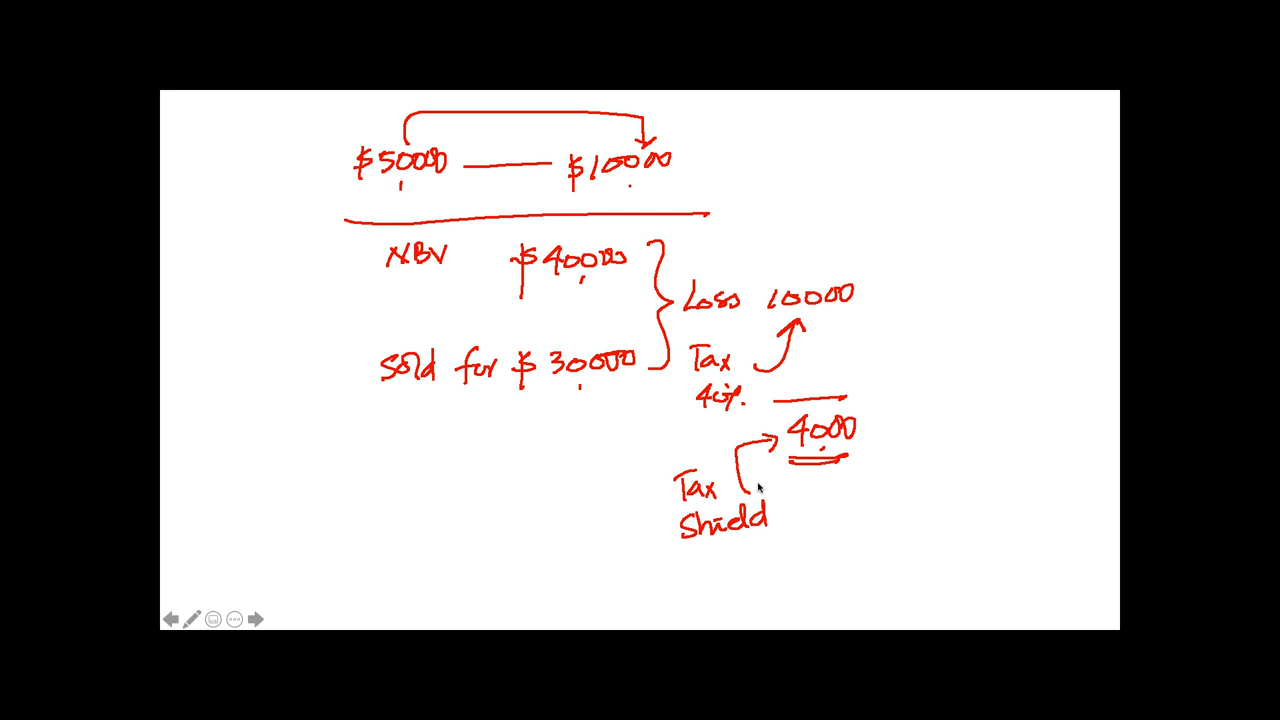 $50000 — $10000
NBV $40000
Loss 10000
Sold for $30000
Tax
40%.
4000
Tax
Shield